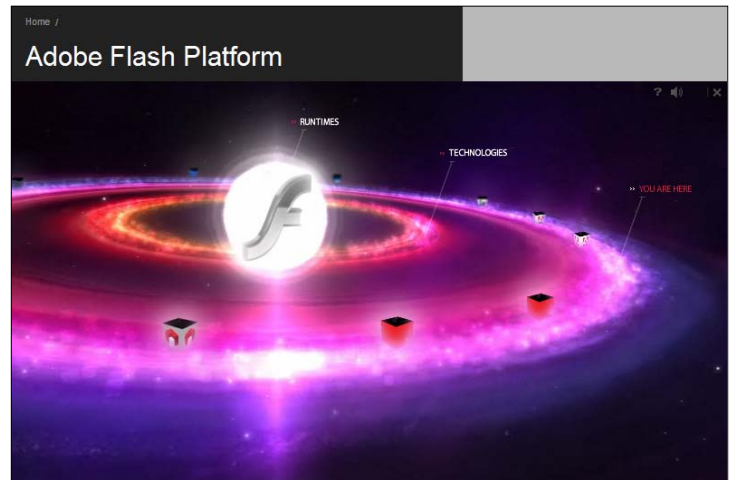 Home /
Adobe Flash Platform
?
RUNTIMES
TECHNOLOGIES
YOU ARE HERE